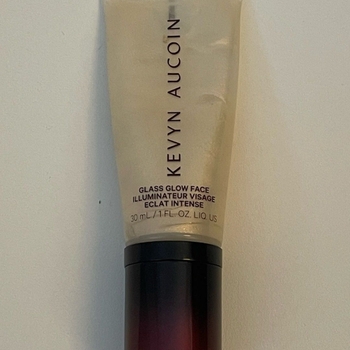 KEVYN AUCOIN
GLASS GLOW FACE
ILLUMINATEUR VISAGE
ECLAT INTENSE
30 mL / 1 FL. OZ. LIQ. US